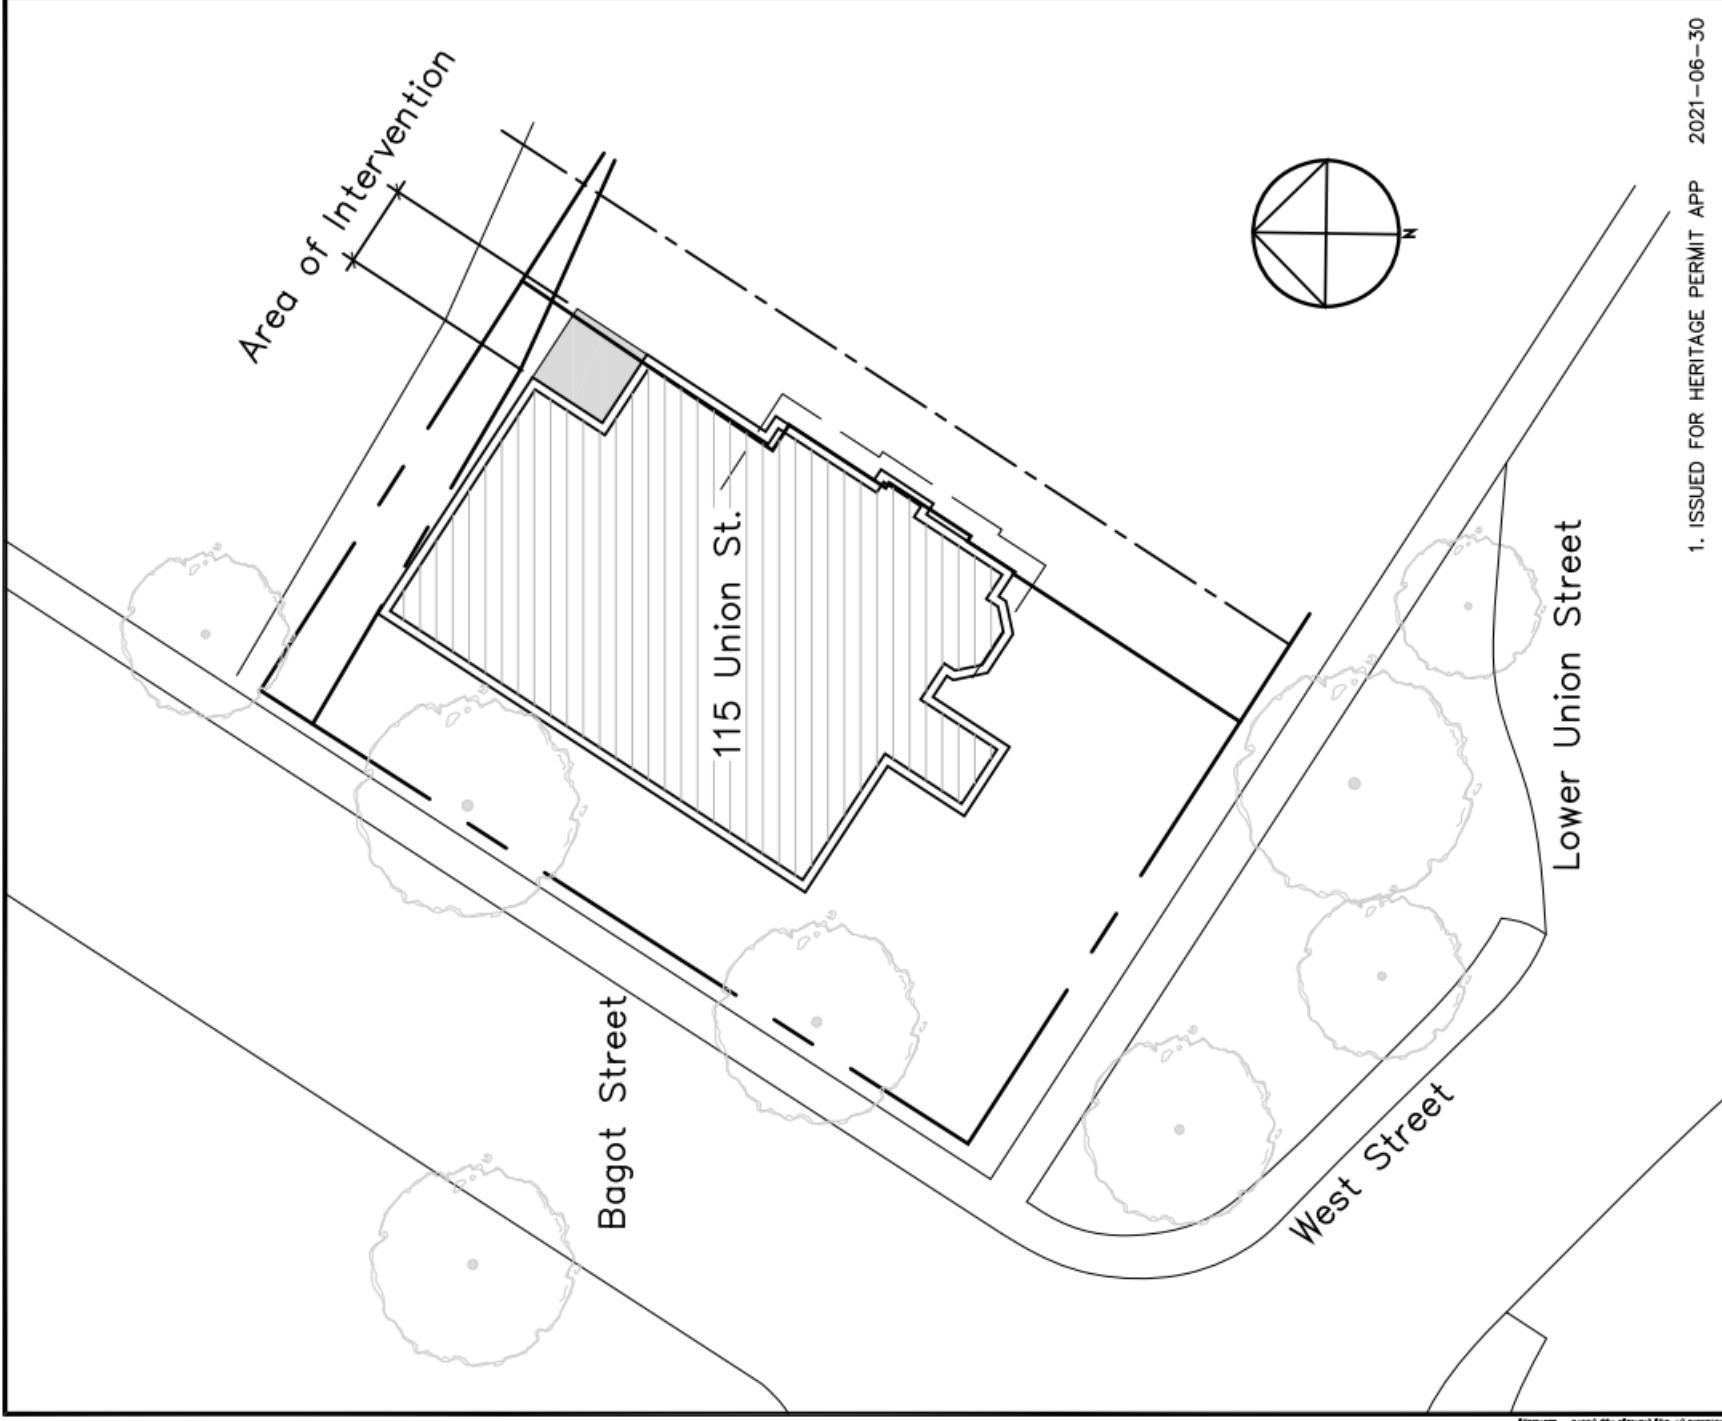 Area of Intervention
115 Union St.
N
Bagot Street
West Street
Lower Union Street
1. ISSUED FOR HERITAGE PERMIT APP 2021-06-30